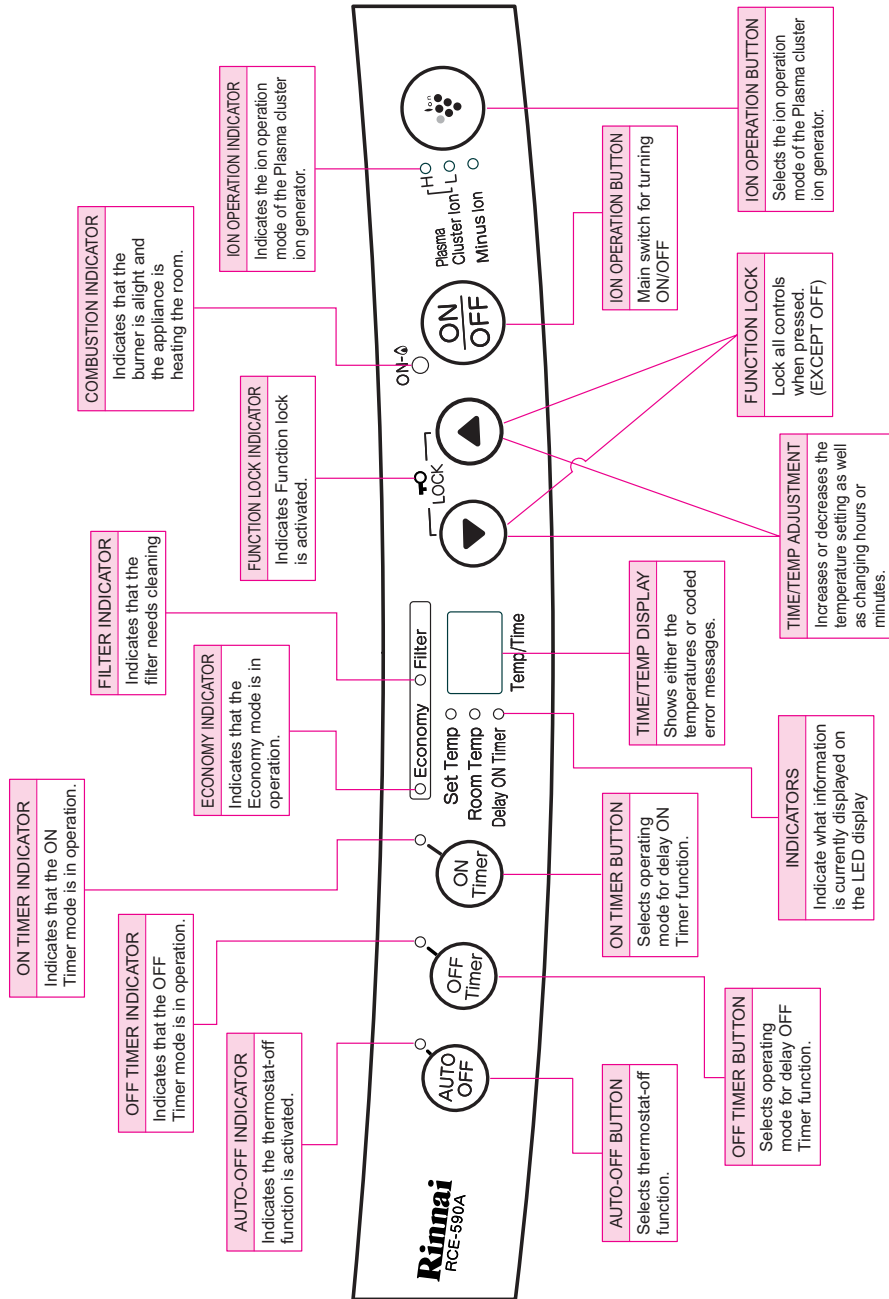 ON TIMER INDICATOR
Indicates that the ON
Timer mode is in operation.
OFF TIMER INDICATOR
Indicates that the OFF
Timer mode is in operation.
AUTO-OFF INDICATOR
Indicates the thermostat-off
function is activated.
FILTER INDICATOR
Indicates that the
filter needs cleaning
ECONOMY INDICATOR
Indicates that the
Economy mode is in
operation.
COMBUSTION INDICATOR
Indicates that the
burner is alight and
the appliance is
heating the room.
FUNCTION LOCK INDICATOR
Indicates Function lock
is activated.
ION OPERATION INDICATOR
Indicates the ion operation
mode of the Plasma cluster
ion generator.
Rinnai
RCE-590A
AUTO
OFF
OFF
Timer
ON
Timer
Economy
Filter
Set Temp
Room Temp
Delay ON Timer
Temp/Time
LOCK
ON
ON
OFF
Plasma
Cluster Ion
H
L
Minus Ion
Ion
AUTO-OFF BUTTON
Selects thermostat-off
function.
OFF TIMER BUTTON
Selects operating
mode for delay OFF
Timer function.
ON TIMER BUTTON
Selects operating
mode for delay ON
Timer function.
INDICATORS
Indicate what information
is currently displayed on
the LED display
TIME/TEMP DISPLAY
Shows either the
temperatures or coded
error messages.
TIME/TEMP ADJUSTMENT
Increases or decreases the
temperature setting as well
as changing hours or
minutes.
FUNCTION LOCK
Lock all controls
when pressed.
(EXCEPT OFF)
ION OPERATION BUTTON
Main switch for turning
ON/OFF
ION OPERATION BUTTON
Selects the ion operation
mode of the Plasma cluster
ion generator.